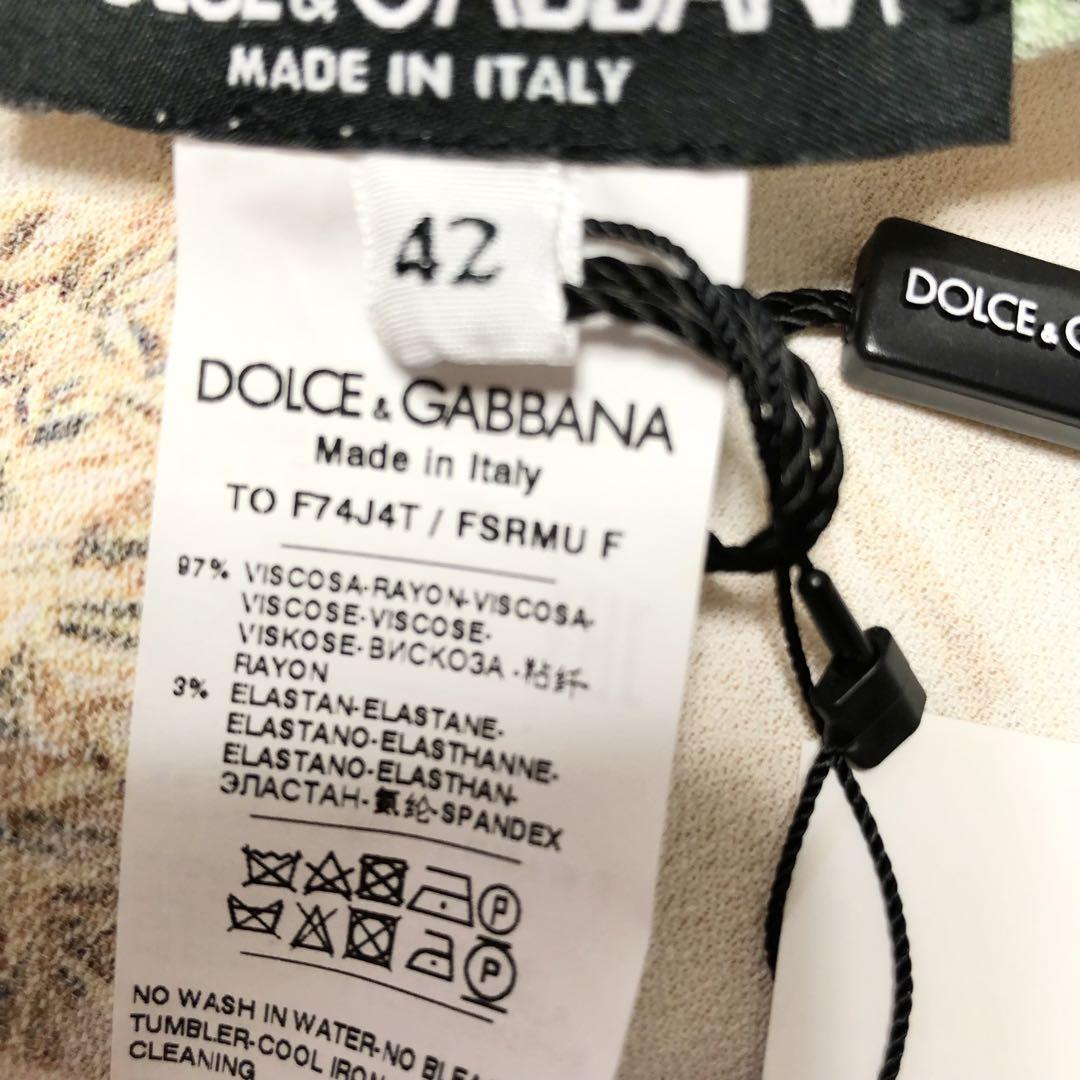 DOLCE & GABBANA
MADE IN ITALY
42
DOLCE & G
DOLCE & GABBANA
Made in Italy
TO F74J4T / FSRMU F
97% VISCOSA-RAYON-VISCOSA-
VISCOSE-VISCOSE-
VISKOSE-ВИСКОЗА-粘纤-
RAYON
3% ELASTAN-ELASTANE-
ELASTANO-ELASTHANNE-
ELASTANO-ELASTHAN-
ЭЛАСТАН-氨纶-SPANDEX
P
P
NO WASH IN WATER-NO
TUMBLER-COOL IRON
CLEANING